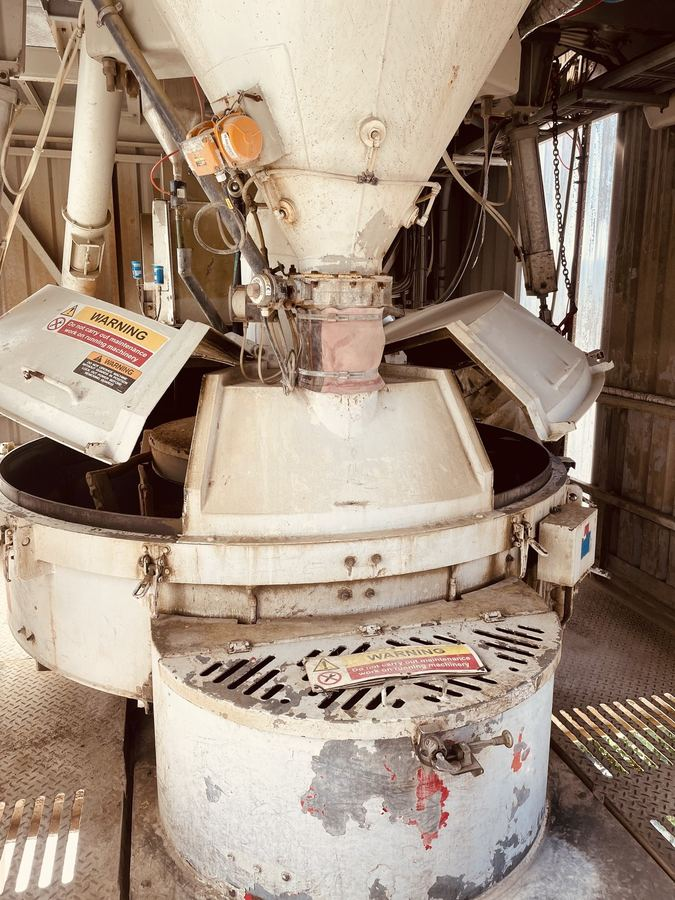 WARNING
Do not carry out maintenance
work on running machinery
WARNING
WARNING
Do not carry out maintenance
work on running machinery